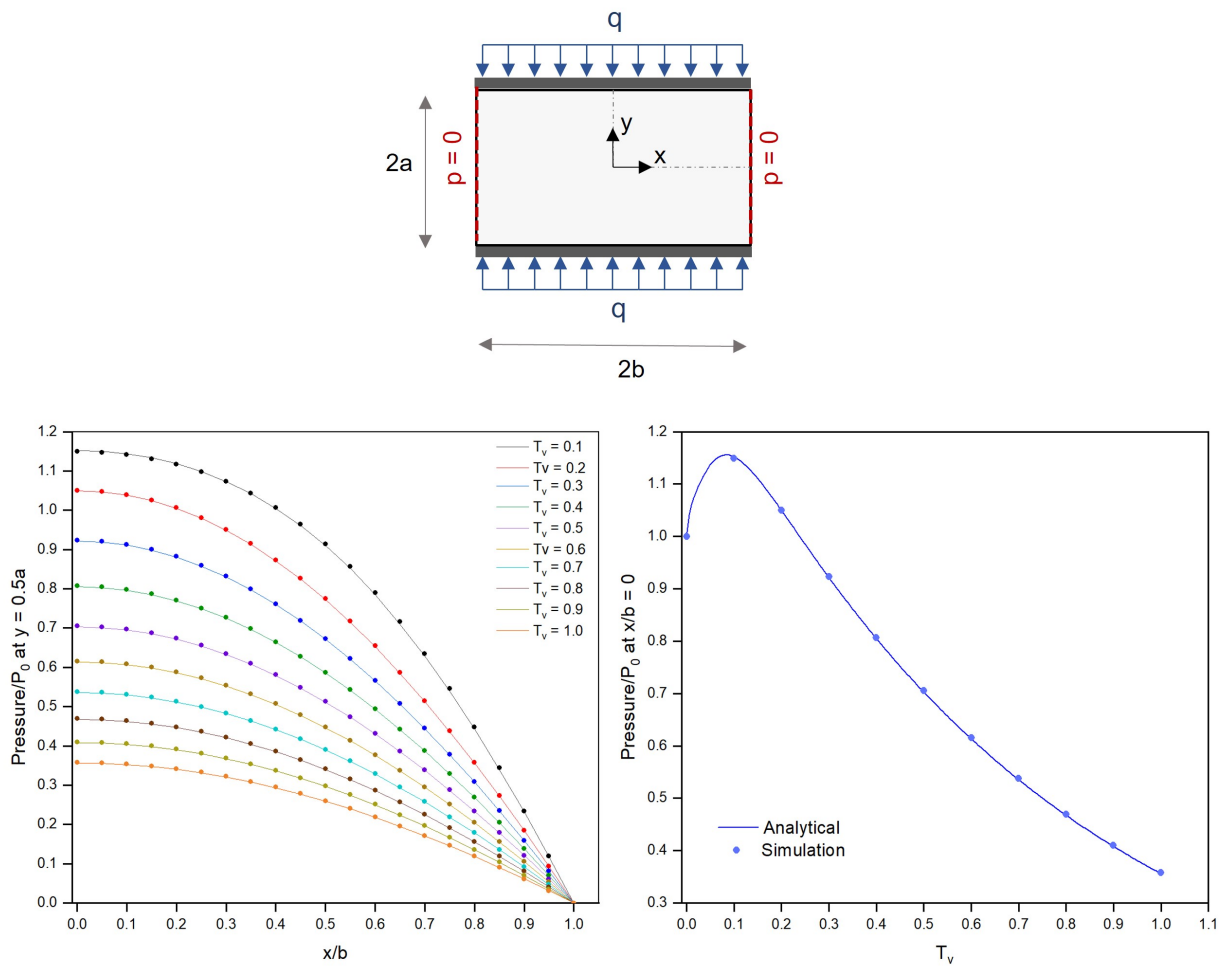 q
2a
p = 0
y
x
p = 0
q
2b
Pressure/P0 at y = 0.5a
1.2
1.1
1.0
0.9
0.8
0.7
0.6
0.5
0.4
0.3
0.2
0.1
0.0
0.0 0.1 0.2 0.3 0.4 0.5 0.6 0.7 0.8 0.9 1.0
x/b
Tv = 0.1
Tv = 0.2
Tv = 0.3
Tv = 0.4
Tv = 0.5
Tv = 0.6
Tv = 0.7
Tv = 0.8
Tv = 0.9
Tv = 1.0
Pressure/P0 at x/b = 0
1.2
1.1
1.0
0.9
0.8
0.7
0.6
0.5
0.4
0.3
Analytical
Simulation
0.0 0.1 0.2 0.3 0.4 0.5 0.6 0.7 0.8 0.9 1.0 1.1
Tv